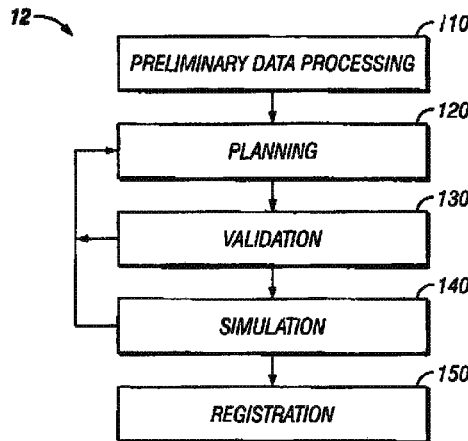 12
110
PRELIMINARY DATA PROCESSING
120
PLANNING
130
VALIDATION
140
SIMULATION
150
REGISTRATION